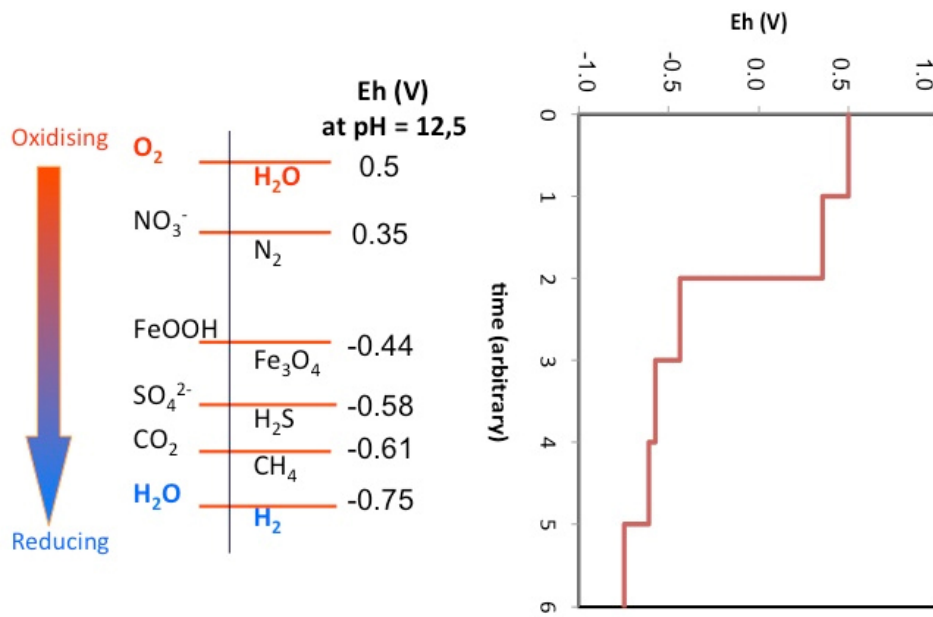 Eh (V)
at pH = 12,5
Oxidising
O₂
H₂O
0.5
NO₃⁻
N₂
0.35
FeOOH
Fe₃O₄
-0.44
SO₄²⁻
H₂S
-0.58
CO₂
CH₄
-0.61
H₂O
H₂
-0.75
Reducing
Eh (V)
-1.0
-0.5
0.0
0.5
1.0
0
1
2
3
4
5
6
time (arbitrary)